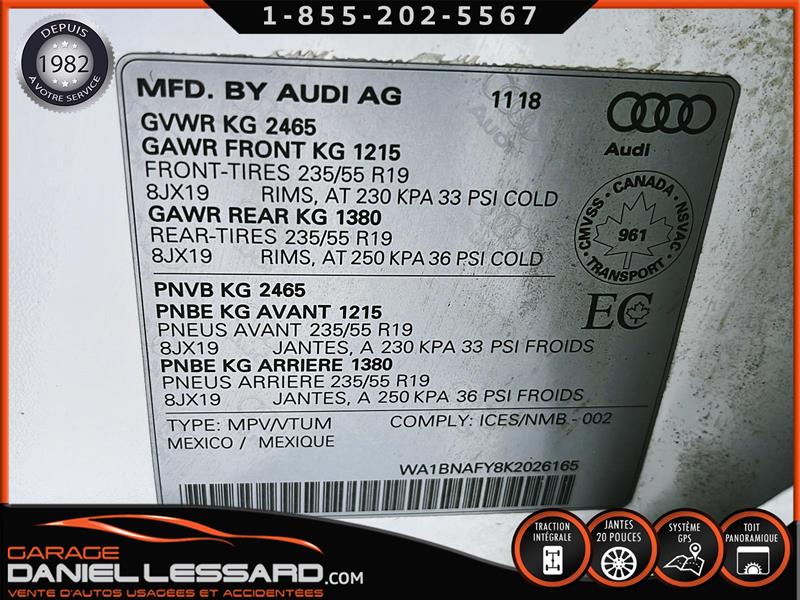 1-855-202-5567
DEPUIS
1982
A VOTRE SERVICE
MFD. BY AUDI AG 11 18
GVWR KG 2465
GAWR FRONT KG 1215
FRONT-TIRES 235/55 R19
8JX19 RIMS, AT 230 KPA 33 PSI COLD
GAWR REAR KG 1380
REAR-TIRES 235/55 R19
8JX19 RIMS, AT 250 KPA 36 PSI COLD
Audi
CMVSS - CANADA - NSVAC
961
TRANSPORT
PNVB KG 2465
PNBE KG AVANT 1215
PNEUS AVANT 235/55 R19
8JX19 JANTES, A 230 KPA 33 PSI FROIDS
PNBE KG ARRIERE 1380
PNEUS ARRIERE 235/55 R19
8JX19 JANTES, A 250 KPA 36 PSI FROIDS
EC
TYPE: MPV/VTUM COMPLY: ICES/NMB - 002
MEXICO / MEXIQUE
WA1BNAFY8K2026165
GARAGE
DANIEL LESSARD.COM
VENTE D'AUTOS USAGÉES ET ACCIDENTÉES
TRACTION
INTÉGRALE
JANTES
20 POUCES
SYSTÈME
GPS
TOIT
PANORAMIQUE